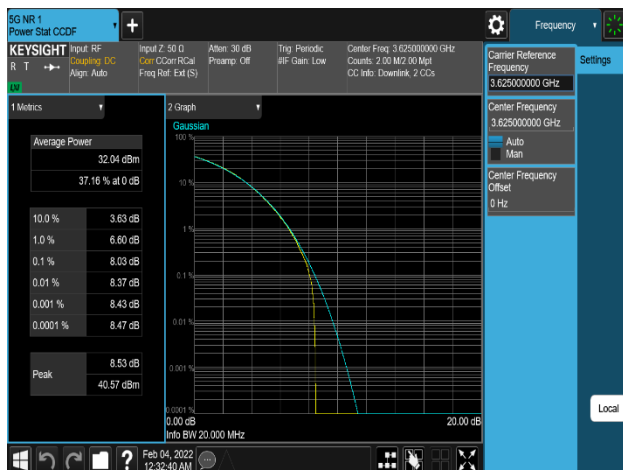 5G NR 1
Power Stat CCDF
+
Frequency
KEYSIGHT
R T
LXI
Input: RF
Coupling: DC
Align: Auto
Input Z: 50 Ω
Corr CCorr RCal
Freq Ref: Ext (S)
Atten: 30 dB
Preamp: Off
Trig: Periodic
#IF Gain: Low
Center Freq: 3.625000000 GHz
Counts: 2.00 M/2.00 Mpt
CC Info: Downlink, 2 CCs
1 Metrics
Average Power
32.04 dBm
37.16 % at 0 dB
10.0 % 3.63 dB
1.0 % 6.60 dB
0.1 % 8.03 dB
0.01 % 8.37 dB
0.001 % 8.43 dB
0.0001 % 8.47 dB
Peak
8.53 dB
40.57 dBm
2 Graph
Gaussian
100 %
10 %
1 %
0.1 %
0.01 %
0.001 %
0.0001 %
0.00 dB 20.00 dB
Info BW 20.000 MHz
Carrier Reference
Frequency
3.625000000 GHz
Center Frequency
3.625000000 GHz
Auto
Man
Center Frequency
Offset
0 Hz
Settings
Local
?
Feb 04, 2022
12:32:40 AM